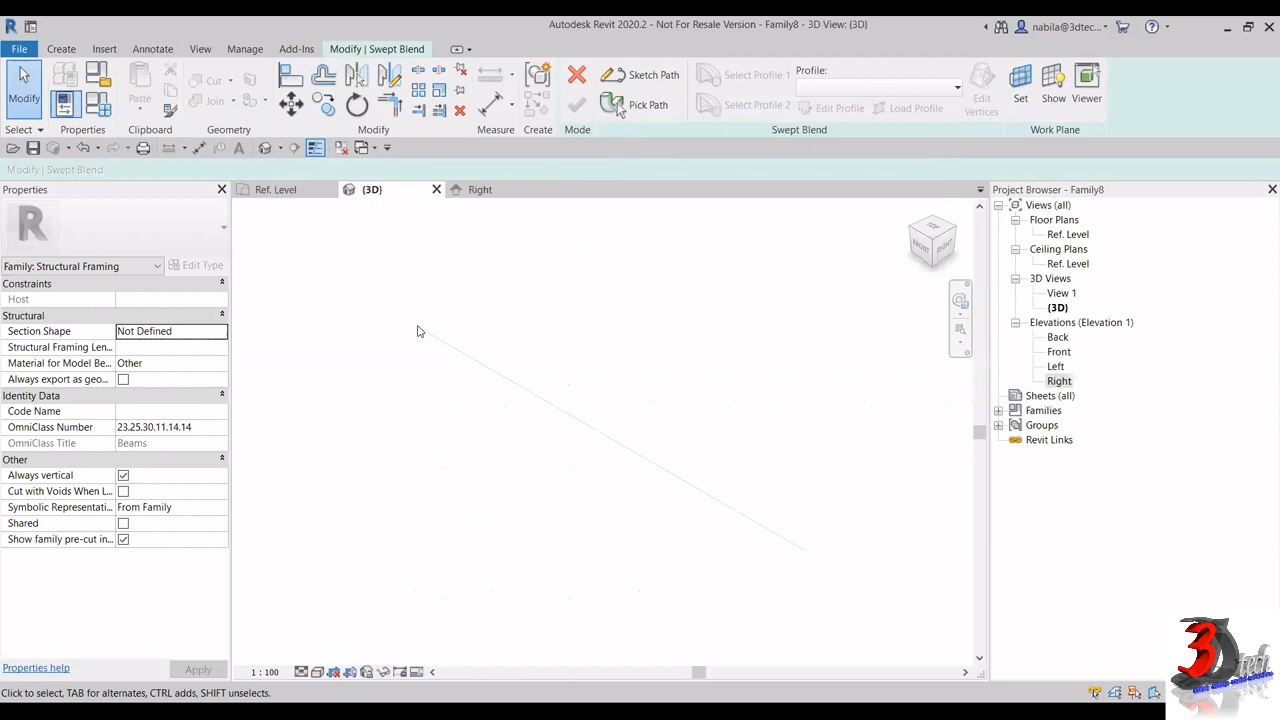 Autodesk Revit 2020.2 - Not For Resale Version - Family8 - 3D View: {3D}
nabila@3dtec...
File Create Insert Annotate View Manage Add-Ins Modify | Swept Blend
Modify
Paste
Cut
Join
Sketch Path
Pick Path
Select Profile 1
Select Profile 2
Profile:
Edit Profile
Load Profile
Edit Vertices
Set
Show
Viewer
Select Properties Clipboard Geometry Modify Measure Create Mode Swept Blend Work Plane
Modify | Swept Blend
Properties
Ref. Level
{3D}
Right
Family: Structural Framing
Edit Type
Constraints
Host
Structural
Section Shape Not Defined
Structural Framing Len...
Material for Model Be... Other
Always export as geo...
Identity Data
Code Name
OmniClass Number 23.25.30.11.14.14
OmniClass Title Beams
Other
Always vertical
Cut with Voids When L...
Symbolic Representati... From Family
Shared
Show family pre-cut in...
Properties help
Apply
TOP
FRONT
RIGHT
1 : 100
Project Browser - Family8
Views (all)
Floor Plans
Ref. Level
Ceiling Plans
Ref. Level
3D Views
View 1
{3D}
Elevations (Elevation 1)
Back
Front
Left
Right
Sheets (all)
Families
Groups
Revit Links
Click to select, TAB for alternates, CTRL adds, SHIFT unselects.
3Dtech